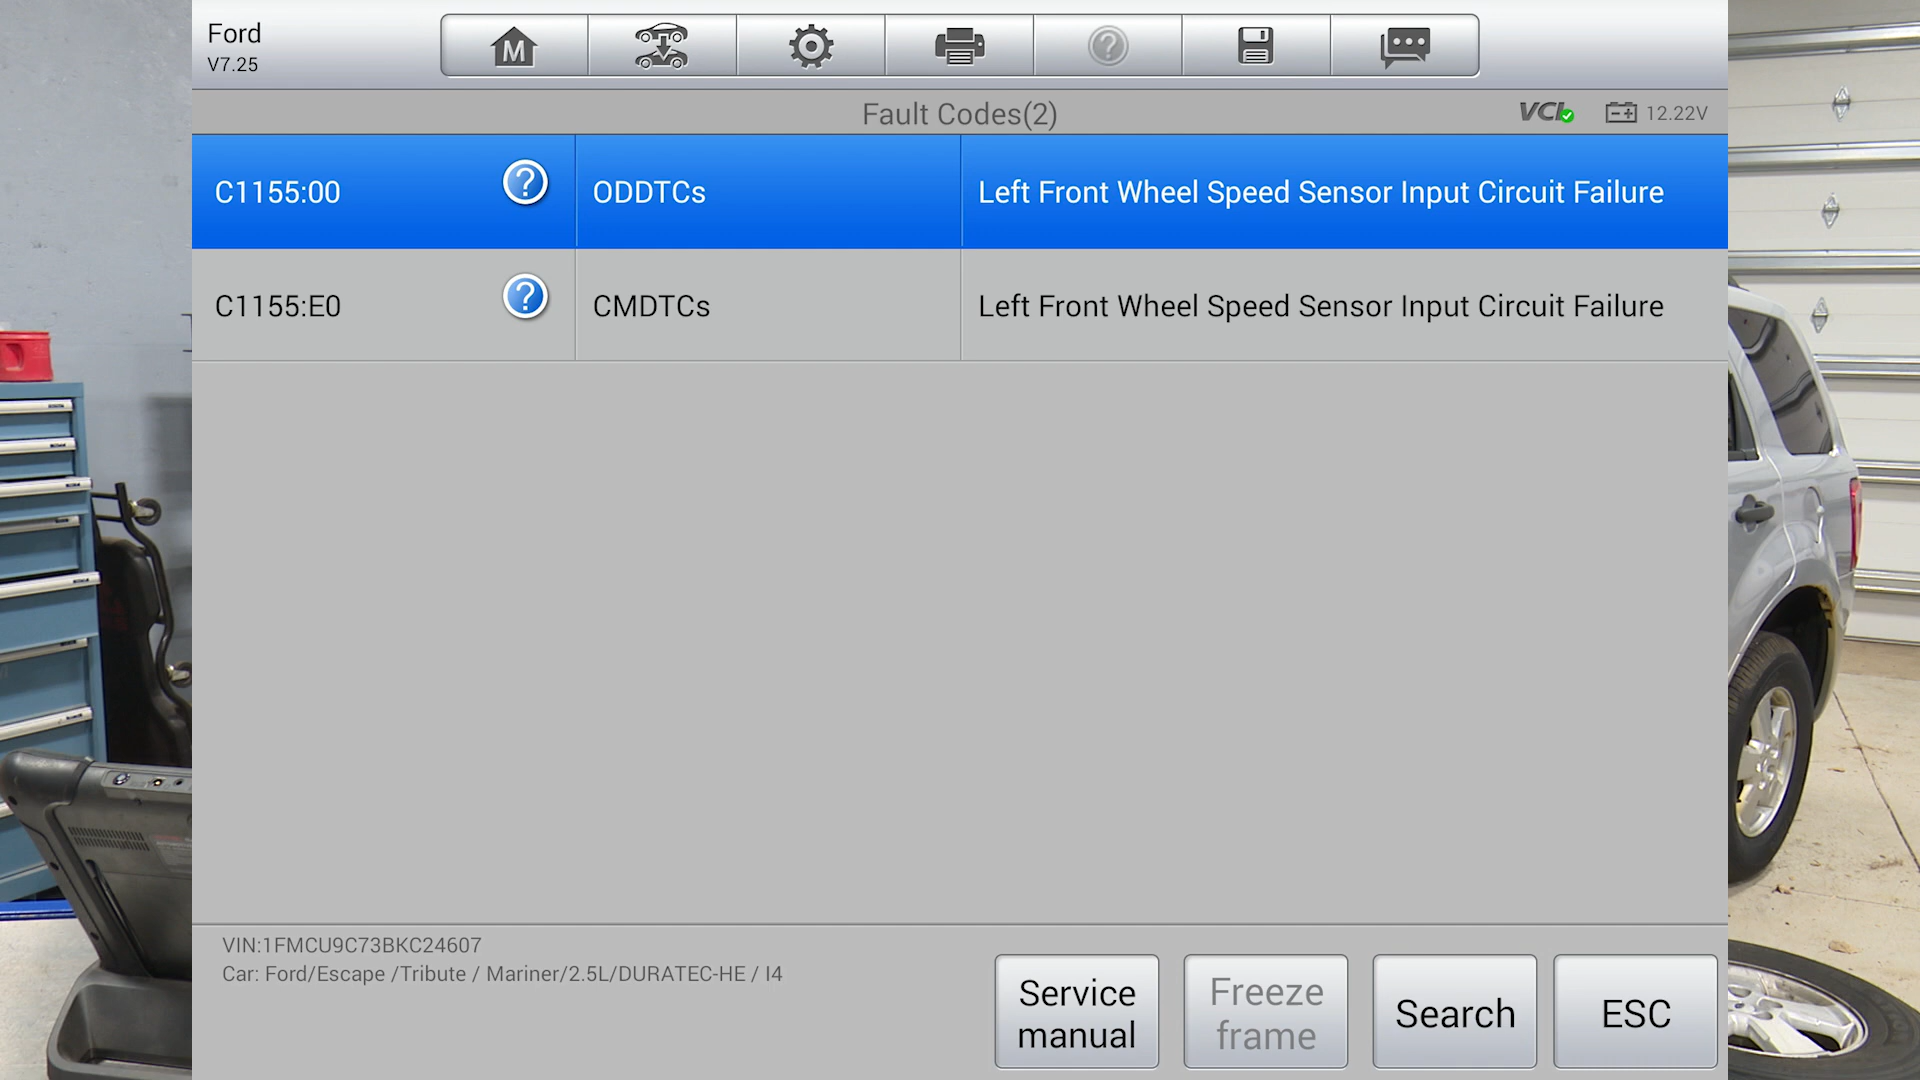 Ford
V7.25
M
Fault Codes(2)
VCI
12.22V
C1155:00 ? ODDTCs Left Front Wheel Speed Sensor Input Circuit Failure
C1155:E0 ? CMDTCs Left Front Wheel Speed Sensor Input Circuit Failure
VIN:1FMCU9C73BKC24607
Car: Ford/Escape /Tribute / Mariner/2.5L/DURATEC-HE / I4
Service
manual
Freeze
frame
Search
ESC